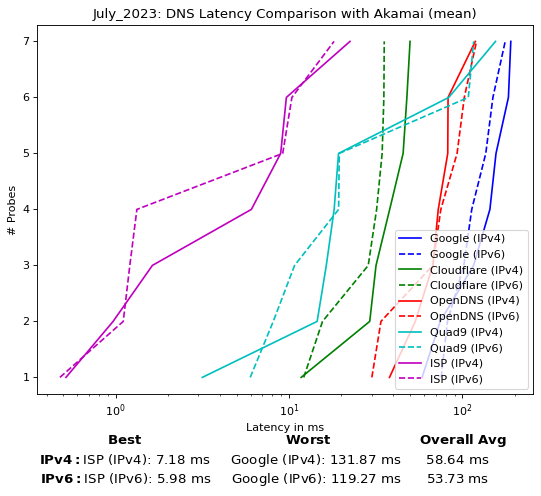 July_2023: DNS Latency Comparison with Akamai (mean)
# Probes
7
6
5
4
3
2
1
Google (IPv4)
Google (IPv6)
Cloudflare (IPv4)
Cloudflare (IPv6)
OpenDNS (IPv4)
OpenDNS (IPv6)
Quad9 (IPv4)
Quad9 (IPv6)
ISP (IPv4)
ISP (IPv6)
10⁰ 10¹ 10²
Latency in ms
Best Worst Overall Avg
IPv4: ISP (IPv4): 7.18 ms Google (IPv4): 131.87 ms 58.64 ms
IPv6: ISP (IPv6): 5.98 ms Google (IPv6): 119.27 ms 53.73 ms